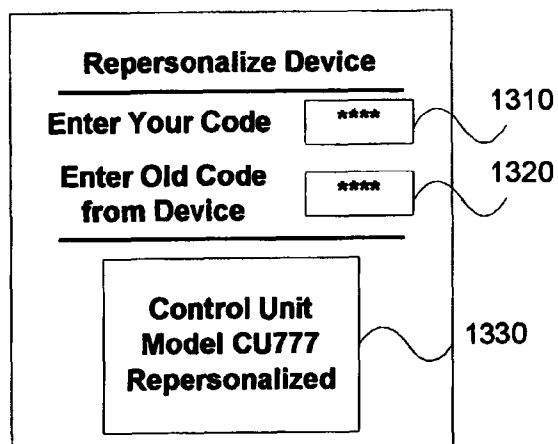 Repersonalize Device
Enter Your Code **** 1310
Enter Old Code
from Device **** 1320
Control Unit
Model CU777
Repersonalized 1330